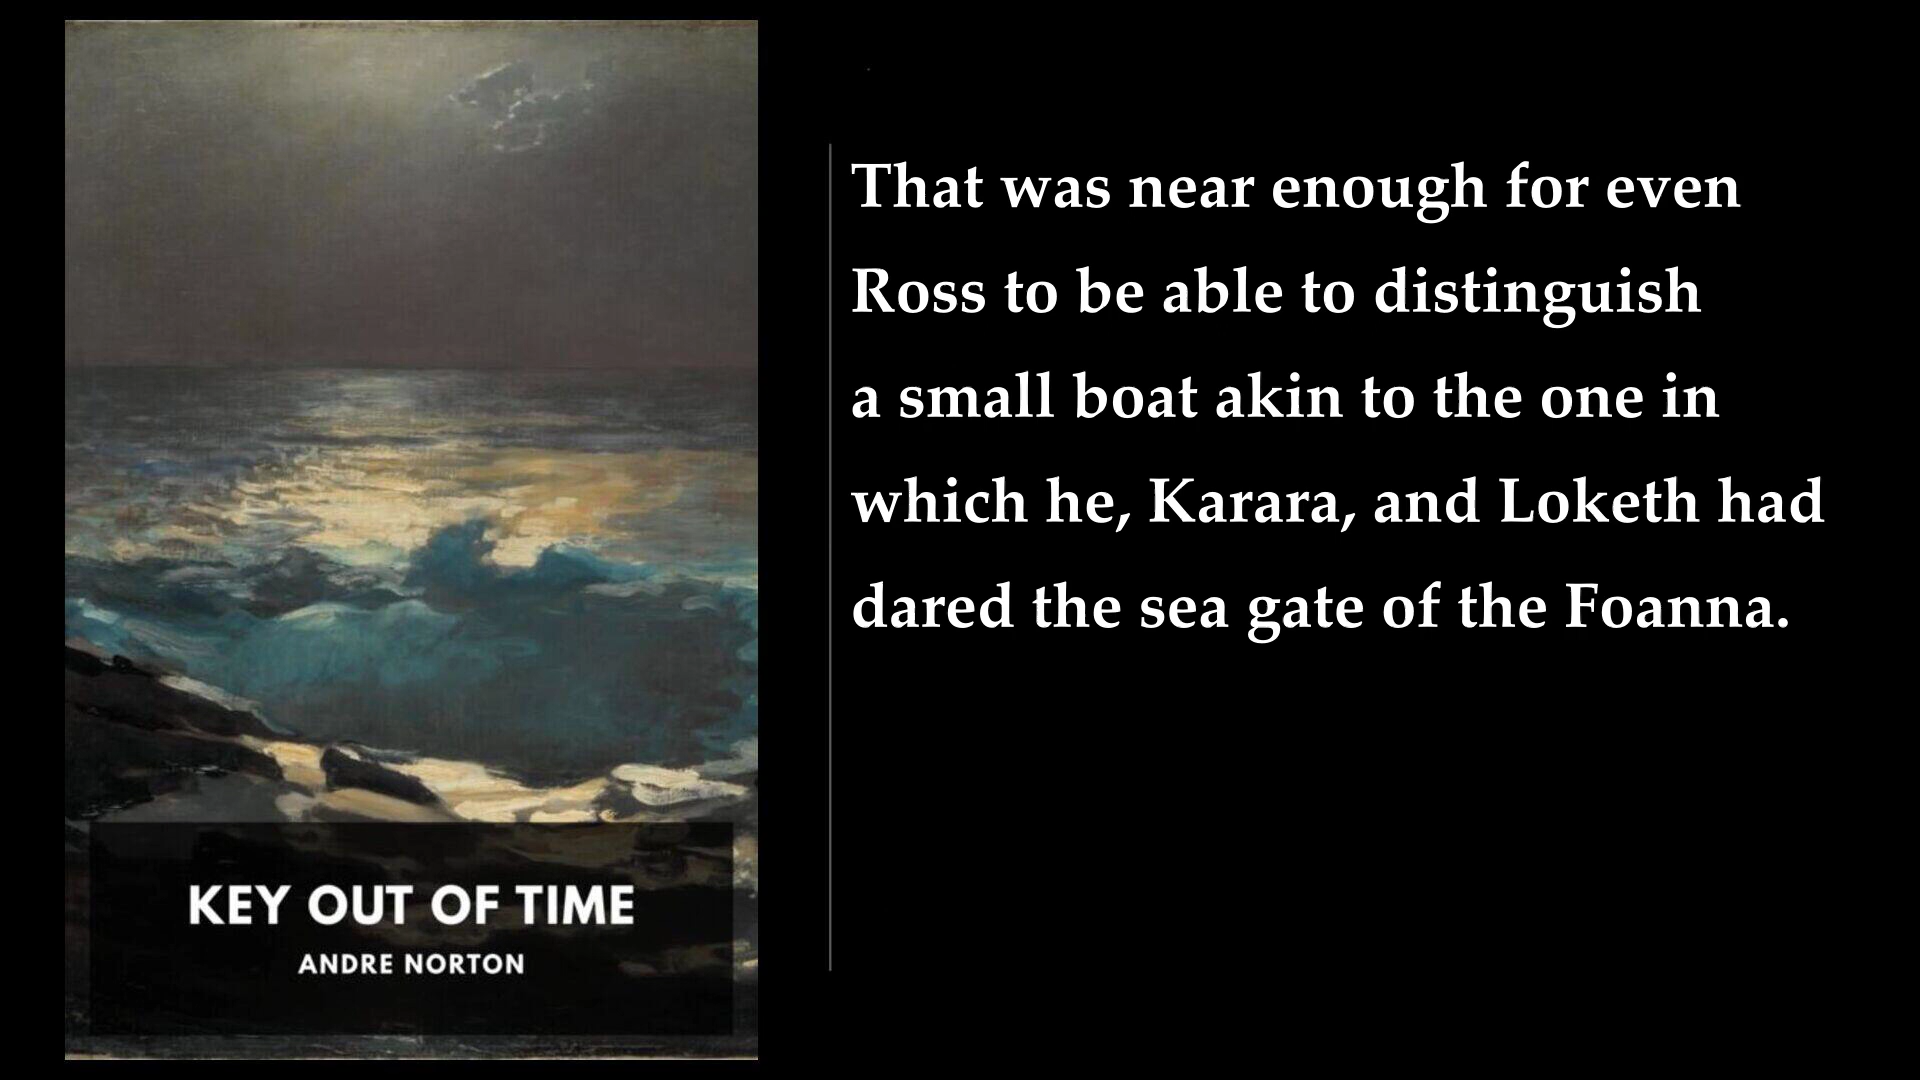 That was near enough for even
Ross to be able to distinguish
a small boat akin to the one in
which he, Karara, and Loketh had
dared the sea gate of the Foanna.
KEY OUT OF TIME
ANDRE NORTON